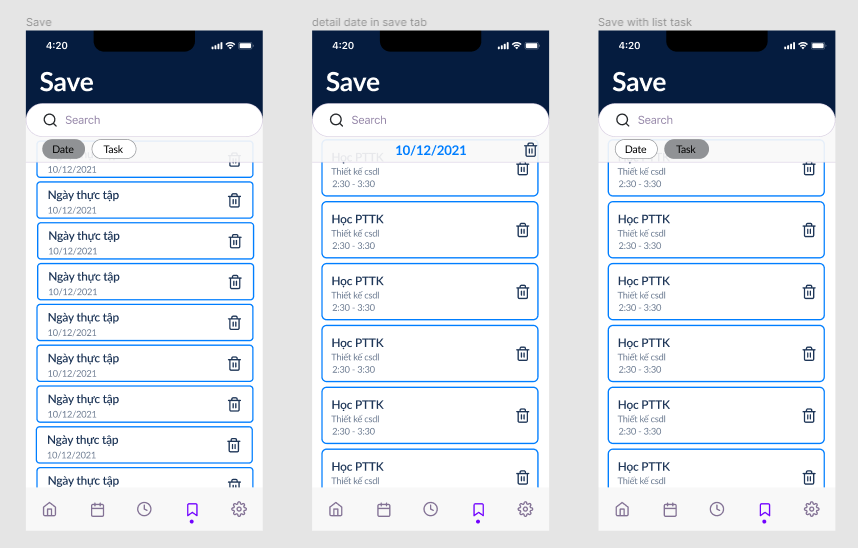 Save
4:20
Save
Search
Date
Task
10/12/2021
Ngày thực tập
10/12/2021
Ngày thực tập
10/12/2021
Ngày thực tập
10/12/2021
Ngày thực tập
10/12/2021
Ngày thực tập
10/12/2021
Ngày thực tập
10/12/2021
Ngày thực tập
10/12/2021
Ngày thực tập
detail date in save tab
4:20
Save
Search
10/12/2021
Học PTTK
Thiết kế csdl
2:30 - 3:30
Học PTTK
Thiết kế csdl
2:30 - 3:30
Học PTTK
Thiết kế csdl
2:30 - 3:30
Học PTTK
Thiết kế csdl
2:30 - 3:30
Học PTTK
Thiết kế csdl
2:30 - 3:30
Học PTTK
Thiết kế csdl
Save with list task
4:20
Save
Search
Date
Task
Thiết kế csdl
2:30 - 3:30
Học PTTK
Thiết kế csdl
2:30 - 3:30
Học PTTK
Thiết kế csdl
2:30 - 3:30
Học PTTK
Thiết kế csdl
2:30 - 3:30
Học PTTK
Thiết kế csdl
2:30 - 3:30
Học PTTK
Thiết kế csdl